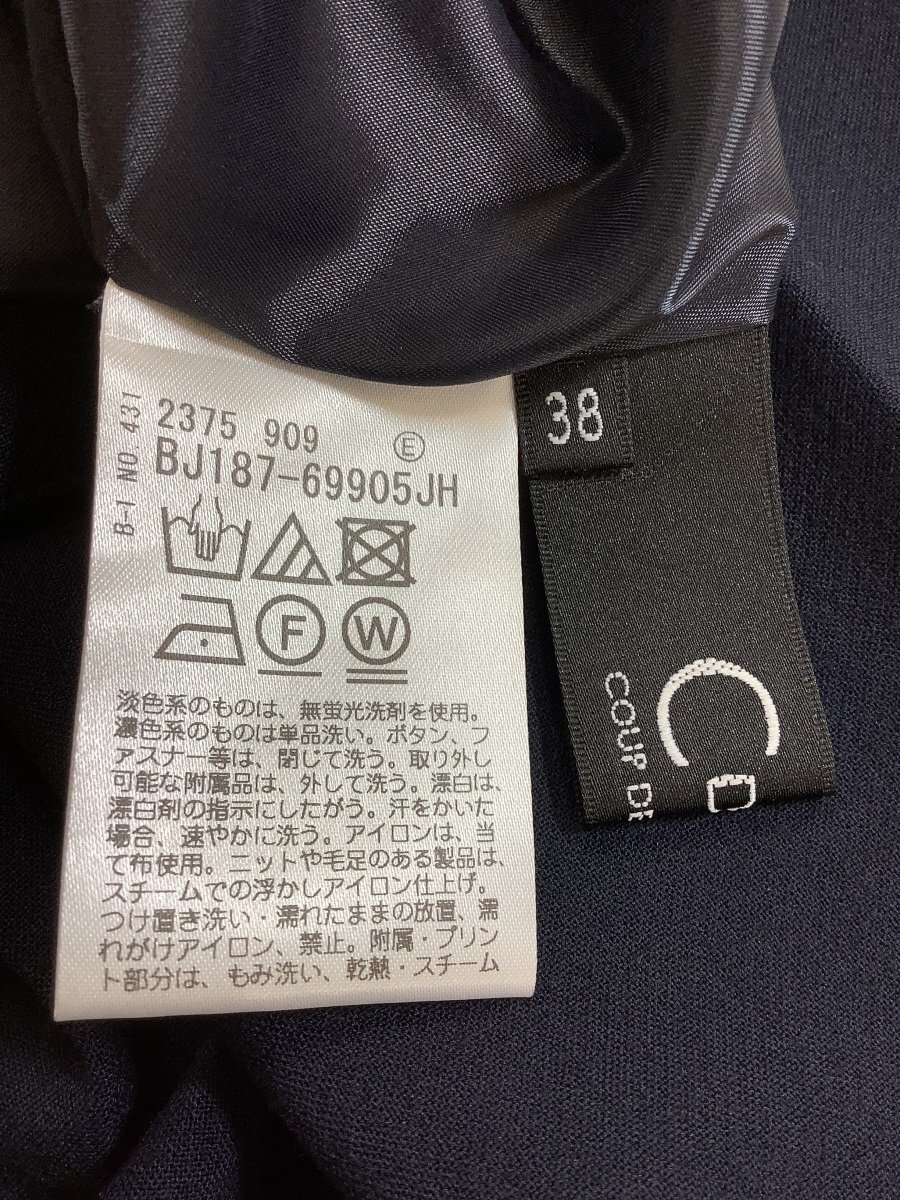 B-I NO.431
2375 909
Ⓔ
BJ187-69905JH
F
W
淡色系のものは、無蛍光洗剤を使用。
濃色系のものは単品洗い。ボタン、フ
ァスナー等は、閉じて洗う。取り外し
可能な附属品は、外して洗う。漂白は、
漂白剤の指示にしたがう。汗をかいた
場合、速やかに洗う。アイロンは、当
て布使用。ニットや毛足のある製品は、
スチームでの浮かしアイロン仕上げ。
つけ置き洗い・濡れたままの放置、濡
れがけアイロン、禁止。附属・プリン
ト部分は、もみ洗い、乾熱・スチーム
38
C
COUP DE